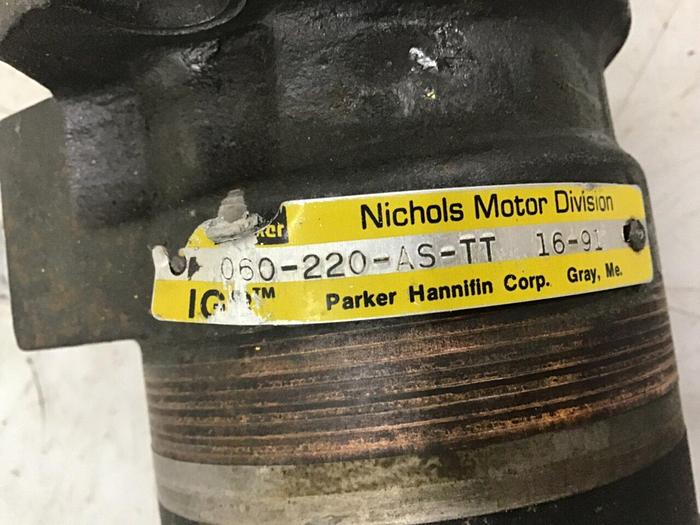 Nichols Motor Division
060-220-AS-TT 16-91
Parker Hannifin Corp. Gray, Me.